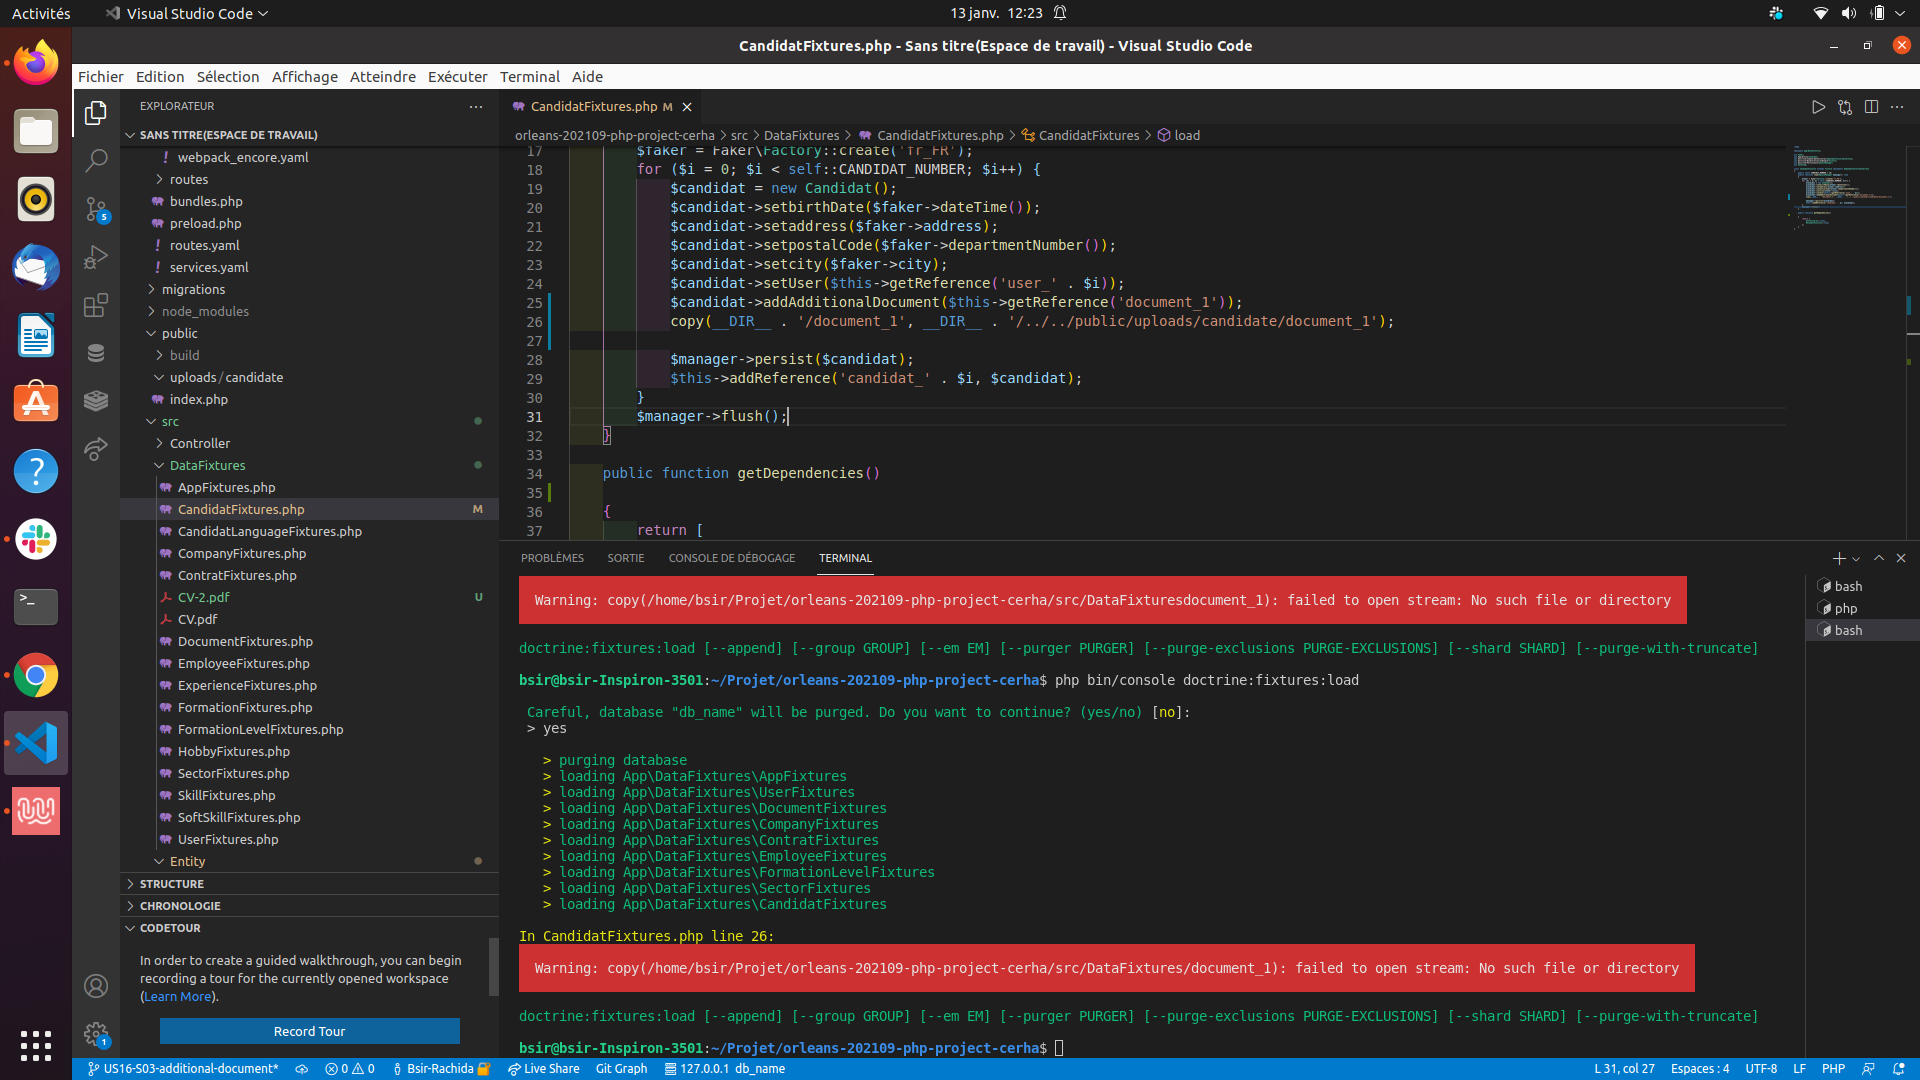 Activités
Visual Studio Code
13 janv. 12:23
CandidatFixtures.php - Sans titre(Espace de travail) - Visual Studio Code
Fichier Edition Sélection Affichage Atteindre Exécuter Terminal Aide
EXPLORATEUR
SANS TITRE(ESPACE DE TRAVAIL)
webpack_encore.yaml
routes
bundles.php
preload.php
routes.yaml
services.yaml
migrations
node_modules
public
build
uploads/candidate
index.php
src
Controller
DataFixtures
AppFixtures.php
CandidatFixtures.php M
CandidatLanguageFixtures.php
CompanyFixtures.php
ContratFixtures.php
CV-2.pdf U
CV.pdf
DocumentFixtures.php
EmployeeFixtures.php
ExperienceFixtures.php
FormationFixtures.php
FormationLevelFixtures.php
HobbyFixtures.php
SectorFixtures.php
SkillFixtures.php
SoftSkillFixtures.php
UserFixtures.php
Entity
STRUCTURE
CHRONOLOGIE
CODETOUR
In order to create a guided walkthrough, you can begin
recording a tour for the currently opened workspace
(Learn More).
Record Tour
5
1
CandidatFixtures.php M
orleans-202109-php-project-cerha > src > DataFixtures > CandidatFixtures.php > CandidatFixtures > load
17 $faker = Faker\Factory::create('fr_FR');
18 for ($i = 0; $i < self::CANDIDAT_NUMBER; $i++) {
19 $candidat = new Candidat();
20 $candidat->setbirthDate($faker->dateTime());
21 $candidat->setaddress($faker->address);
22 $candidat->setpostalCode($faker->departmentNumber());
23 $candidat->setcity($faker->city);
24 $candidat->setUser($this->getReference('user_' . $i));
25 $candidat->addAdditionalDocument($this->getReference('document_1'));
26 copy(__DIR__ . '/document_1', __DIR__ . '/../../public/uploads/candidate/document_1');
27
28 $manager->persist($candidat);
29 $this->addReference('candidat_' . $i, $candidat);
30 }
31 $manager->flush();
32 }
33
34 public function getDependencies()
35
36 {
37 return [
PROBLÈMES SORTIE CONSOLE DE DÉBOGAGE TERMINAL
bash
php
bash
Warning: copy(/home/bsir/Projet/orleans-202109-php-project-cerha/src/DataFixturesdocument_1): failed to open stream: No such file or directory
doctrine:fixtures:load [--append] [--group GROUP] [--em EM] [--purger PURGER] [--purge-exclusions PURGE-EXCLUSIONS] [--shard SHARD] [--purge-with-truncate]
bsir@bsir-Inspiron-3501:~/Projet/orleans-202109-php-project-cerha$ php bin/console doctrine:fixtures:load
Careful, database "db_name" will be purged. Do you want to continue? (yes/no) [no]:
> yes
> purging database
> loading App\DataFixtures\AppFixtures
> loading App\DataFixtures\UserFixtures
> loading App\DataFixtures\DocumentFixtures
> loading App\DataFixtures\CompanyFixtures
> loading App\DataFixtures\ContratFixtures
> loading App\DataFixtures\EmployeeFixtures
> loading App\DataFixtures\FormationLevelFixtures
> loading App\DataFixtures\SectorFixtures
> loading App\DataFixtures\CandidatFixtures
In CandidatFixtures.php line 26:
Warning: copy(/home/bsir/Projet/orleans-202109-php-project-cerha/src/DataFixtures/document_1): failed to open stream: No such file or directory
doctrine:fixtures:load [--append] [--group GROUP] [--em EM] [--purger PURGER] [--purge-exclusions PURGE-EXCLUSIONS] [--shard SHARD] [--purge-with-truncate]
bsir@bsir-Inspiron-3501:~/Projet/orleans-202109-php-project-cerha$
US16-S03-additional-document* 0 0 Bsir-Rachida Live Share Git Graph 127.0.0.1 db_name L 31, col 27 Espaces : 4 UTF-8 LF PHP